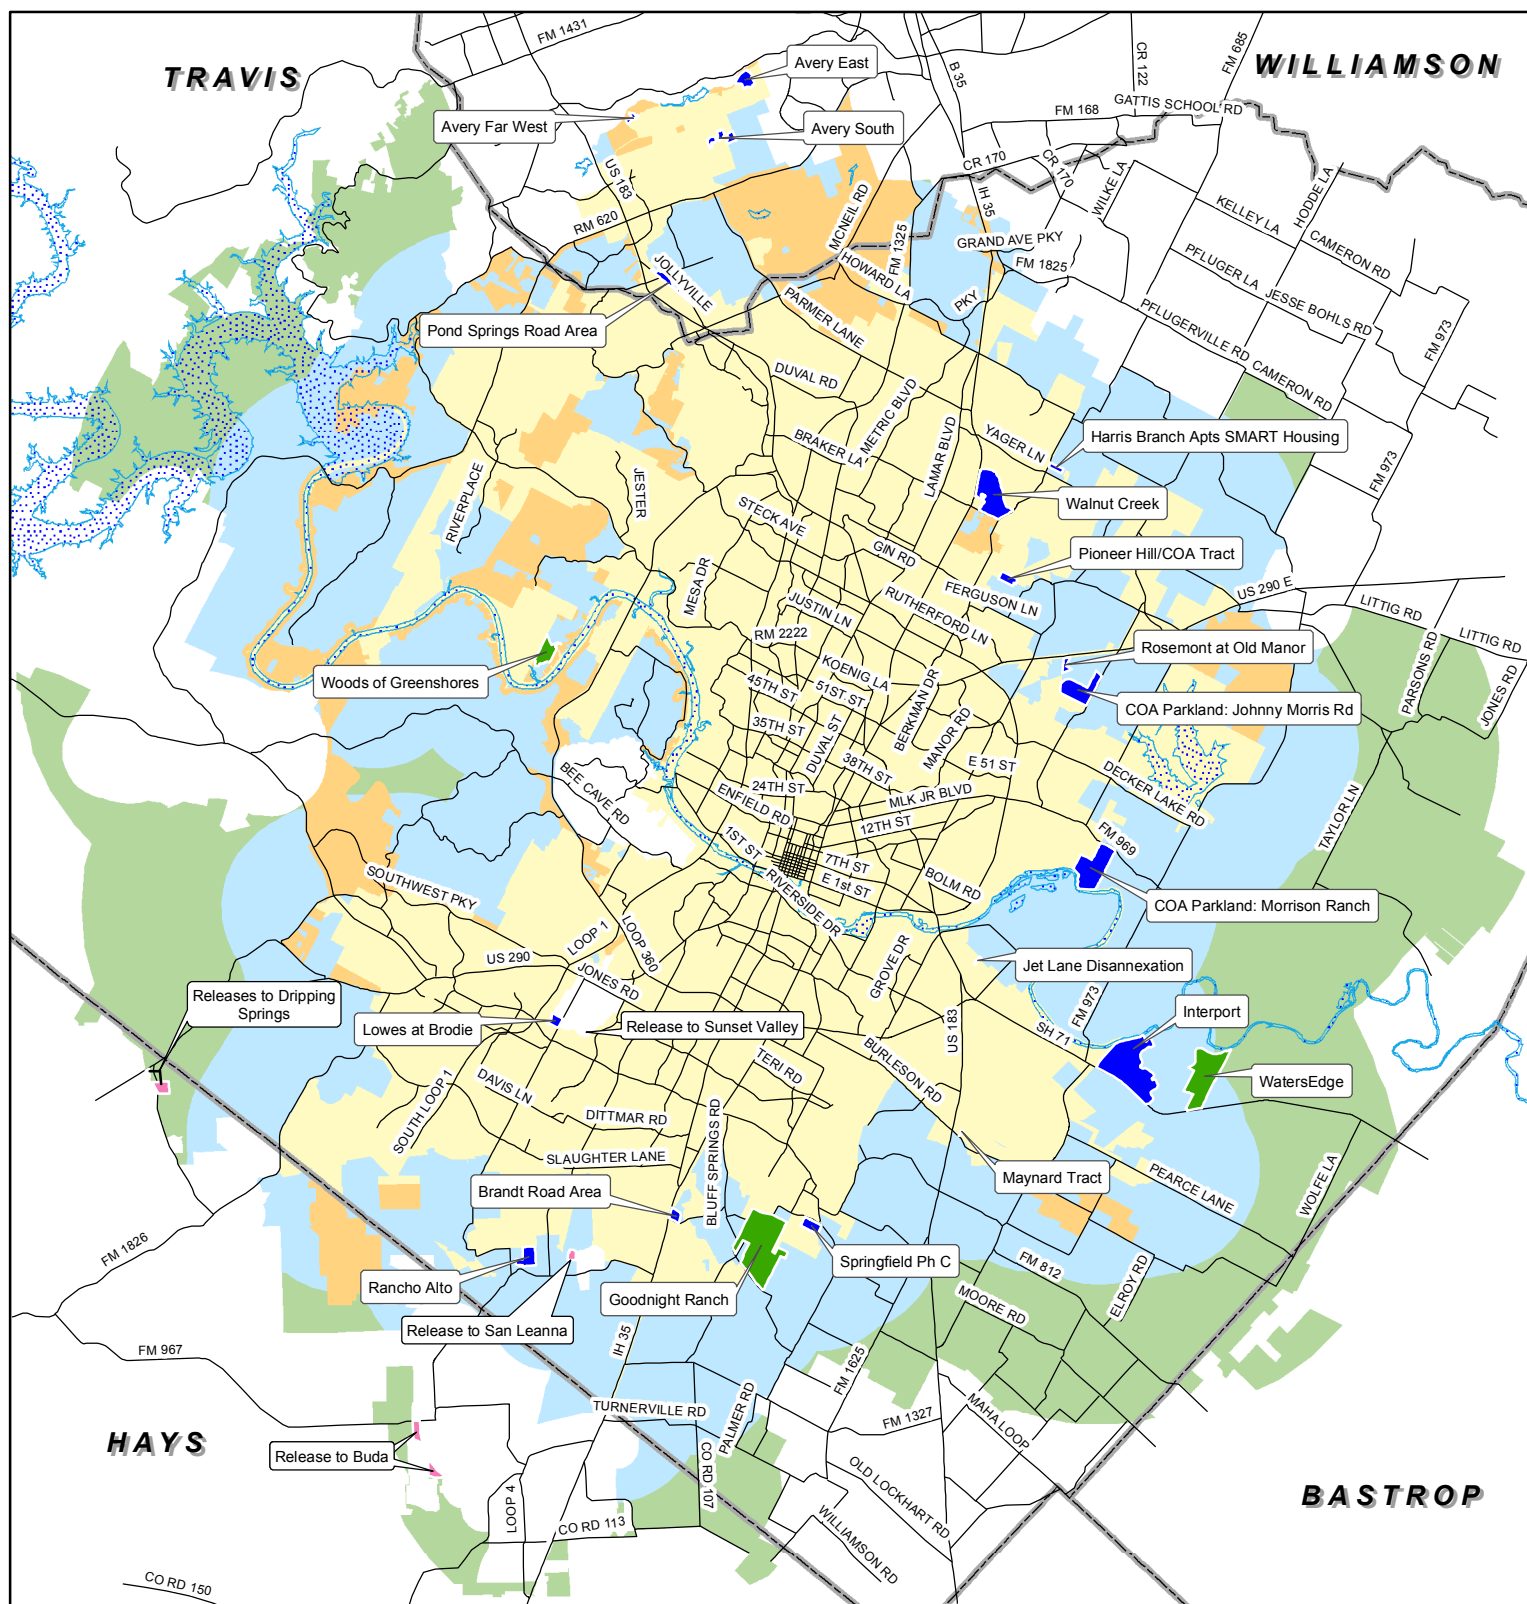 TRAVIS
WILLIAMSON
FM 1431
Avery East
B 35
CR 122
FM 685
Avery Far West
Avery South
FM 168
GATTIS SCHOOL RD
US 183
CR 170
CR 170
WILKE LA
HODDE LA
RM 620
MCNEIL RD
IH 35
KELLEY LA
CAMERON RD
FM 1325
GRAND AVE PKY
FM 1825
PFLUGER LA
JESSE BOHLS RD
JOLLYVILLE
HOWARD LA
PKY
PARMER LANE
PFLUGERVILLE RD
CAMERON RD
FM 973
Pond Springs Road Area
DUVAL RD
METRIC BLVD
BRAKER LA
LAMAR BLVD
YAGER LN
Harris Branch Apts SMART Housing
FM 973
RIVERPLACE
JESTER
Walnut Creek
STECK AVE
GIN RD
Pioneer Hill/COA Tract
MESA DR
FERGUSON LN
US 290 E
LITTIG RD
LITTIG RD
JUSTIN LN
RUTHERFORD LN
RM 2222
KOENIG LA
Rosemont at Old Manor
PARSONS RD
JONES RD
Woods of Greenshores
45TH ST
51ST ST
BERKMAN DR
COA Parkland: Johnny Morris Rd
35TH ST
DUVAL ST
MANOR RD
38TH ST
E 51 ST
DECKER LAKE RD
BEE CAVE RD
24TH ST
ENFIELD RD
MLK JR BLVD
12TH ST
TAYLOR LN
1ST ST
7TH ST
E 1st ST
FM 969
BOLM RD
SOUTHWEST PKY
RIVERSIDE DR
COA Parkland: Morrison Ranch
LOOP 1
LOOP 360
US 290
JONES RD
GROVE DR
Jet Lane Disannexation
Releases to Dripping
Springs
FM 973
Interport
Lowes at Brodie
Release to Sunset Valley
US 183
SH 71
TERI RD
BURLESON RD
WatersEdge
SOUTH LOOP 1
DAVIS LN
DITTMAR RD
BLUFF SPRINGS RD
SLAUGHTER LANE
Brandt Road Area
Maynard Tract
PEARCE LANE
WOLFE LA
FM 1826
Rancho Alto
Goodnight Ranch
Springfield Ph C
FM 812
ELROY RD
MOORE RD
Release to San Leanna
IH 35
FM 967
FM 1625
PALMER RD
TURNERVILLE RD
FM 1327
MAHA LOOP
HAYS
Release to Buda
CO RD 107
OLD LOCKHART RD
BASTROP
LOOP 4
CO RD 113
WILLIAMSON RD
CO RD 150